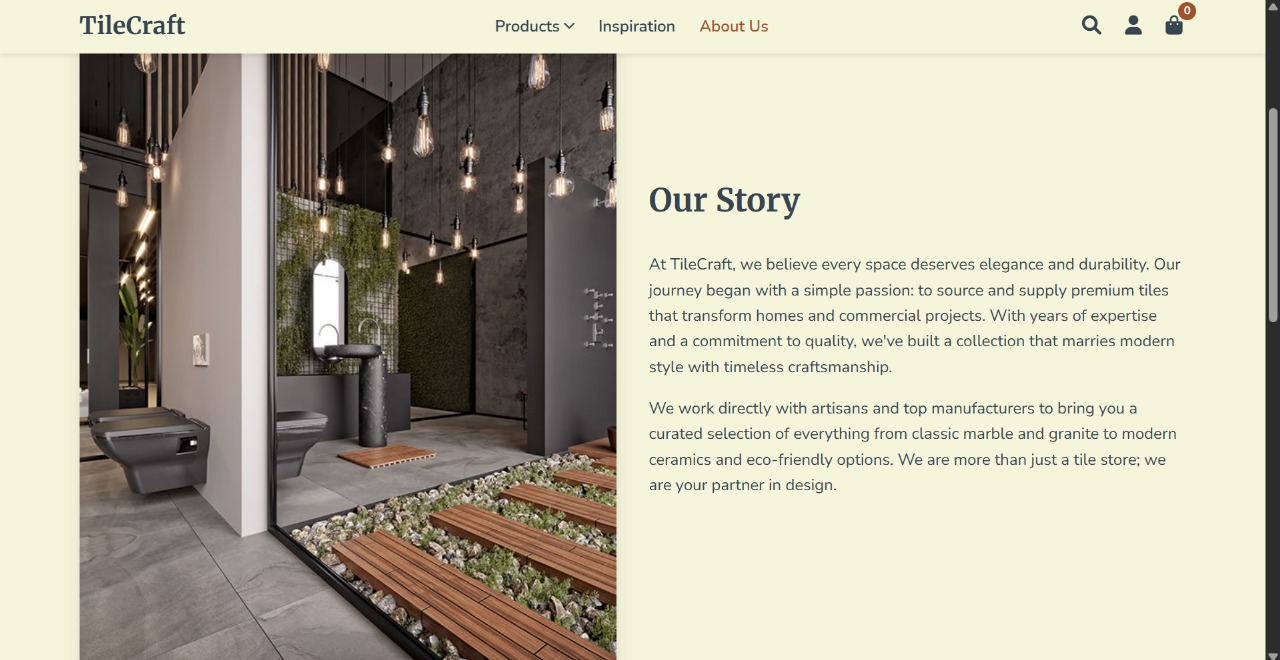 TileCraft
Products
Inspiration
About Us
0
Our Story
At TileCraft, we believe every space deserves elegance and durability. Our
journey began with a simple passion: to source and supply premium tiles
that transform homes and commercial projects. With years of expertise
and a commitment to quality, we've built a collection that marries modern
style with timeless craftsmanship.
We work directly with artisans and top manufacturers to bring you a
curated selection of everything from classic marble and granite to modern
ceramics and eco-friendly options. We are more than just a tile store; we
are your partner in design.